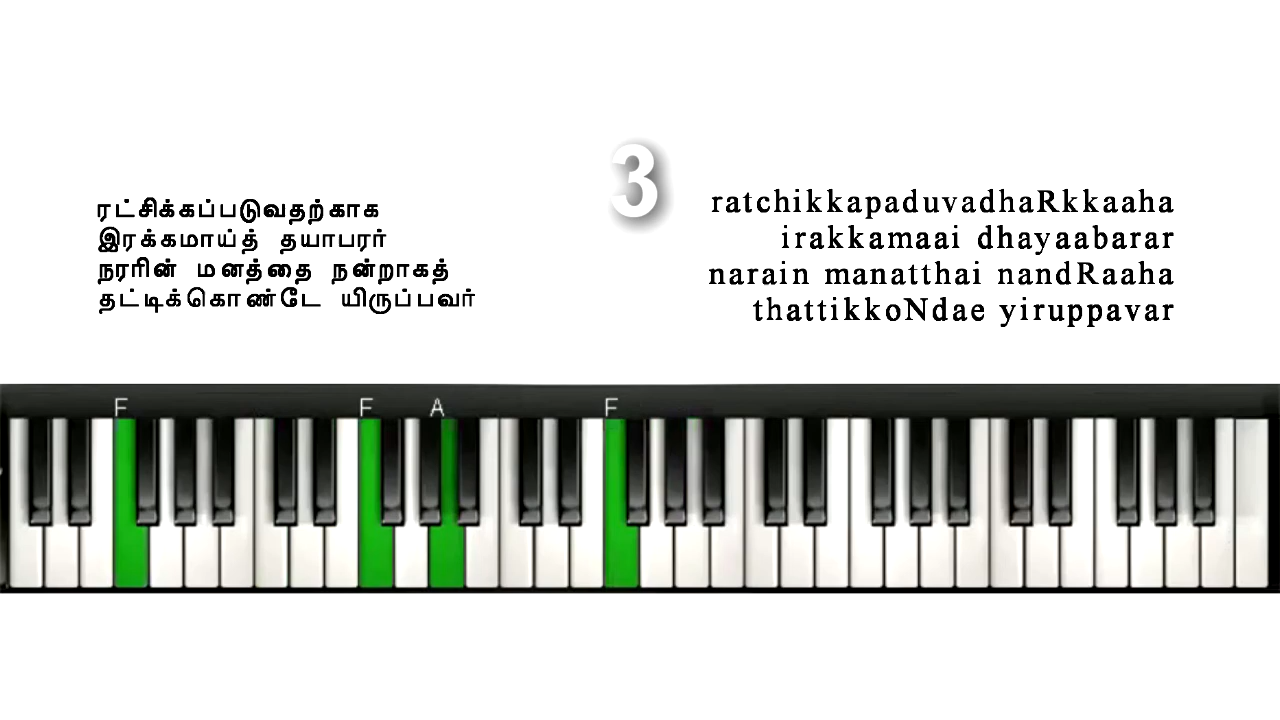 3
ரட்சிக்கப்படுவதற்காக
இரக்கமாய்த் தயாபரர்
நரரின் மனத்தை நன்றாகத்
தட்டிக்கொண்டே யிருப்பவர்
ratchikkapaduvadhaRkkaaha
irakkamaai dhayaabarar
narain manatthai nandRaaha
thattikkoNdae yiruppavar
F F A F